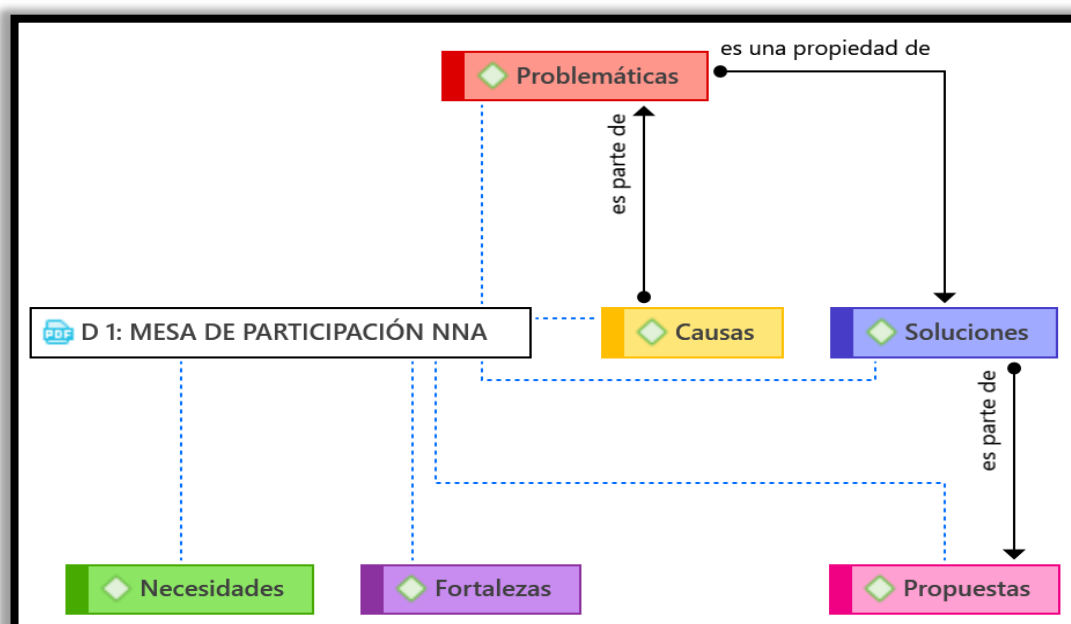 es una propiedad de
Problemáticas
es parte de
PDF D 1: MESA DE PARTICIPACIÓN NNA
Causas
Soluciones
es parte de
Necesidades
Fortalezas
Propuestas